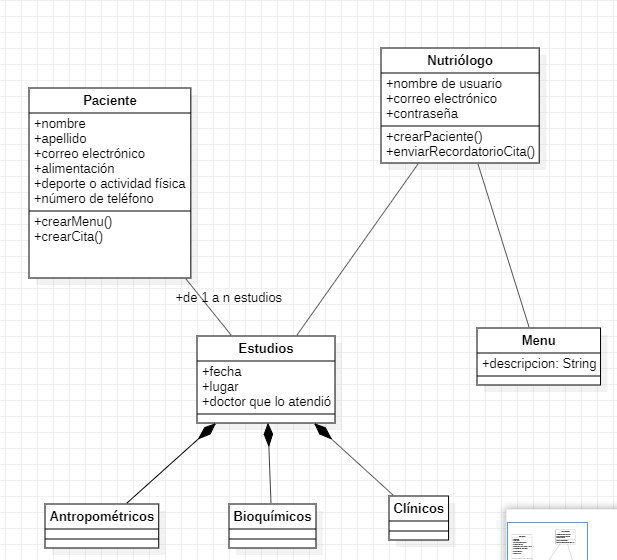 Nutriólogo
+nombre de usuario
+correo electrónico
+contraseña
+crearPaciente()
+enviarRecordatorioCita()
Paciente
+nombre
+apellido
+correo electrónico
+alimentación
+deporte o actividad física
+número de teléfono
+crearMenu()
+crearCita()
+de 1 a n estudios
Estudios
+fecha
+lugar
+doctor que lo atendió
Menu
+descripcion: String
Antropométricos
Bioquímicos
Clínicos